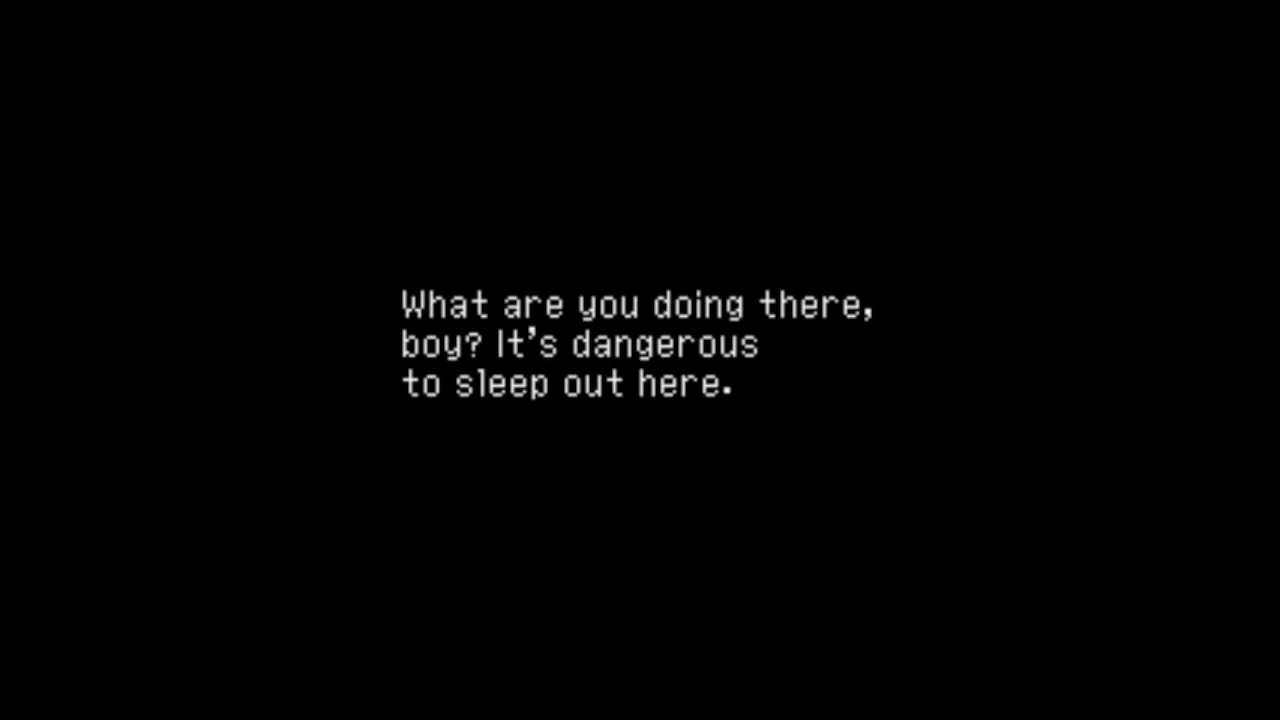 What are you doing there,
boy? It's dangerous
to sleep out here.